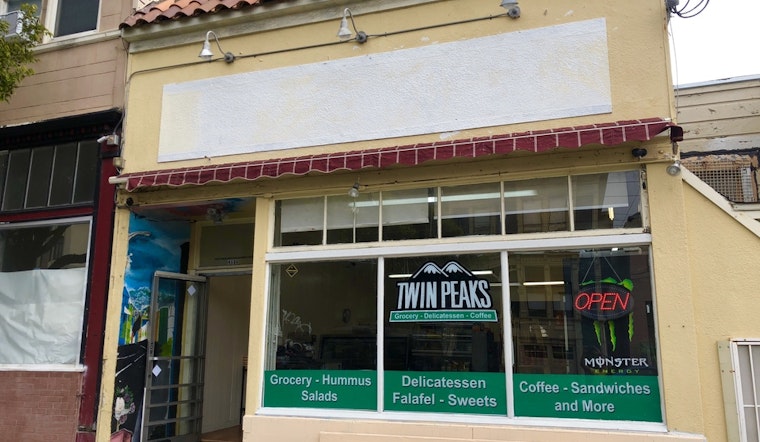 TWIN PEAKS
Grocery - Delicatessen - Coffee
OPEN
MONSTER
ENERGY
Grocery - Hummus
Salads
Delicatessen
Falafel - Sweets
Coffee - Sandwiches
and More